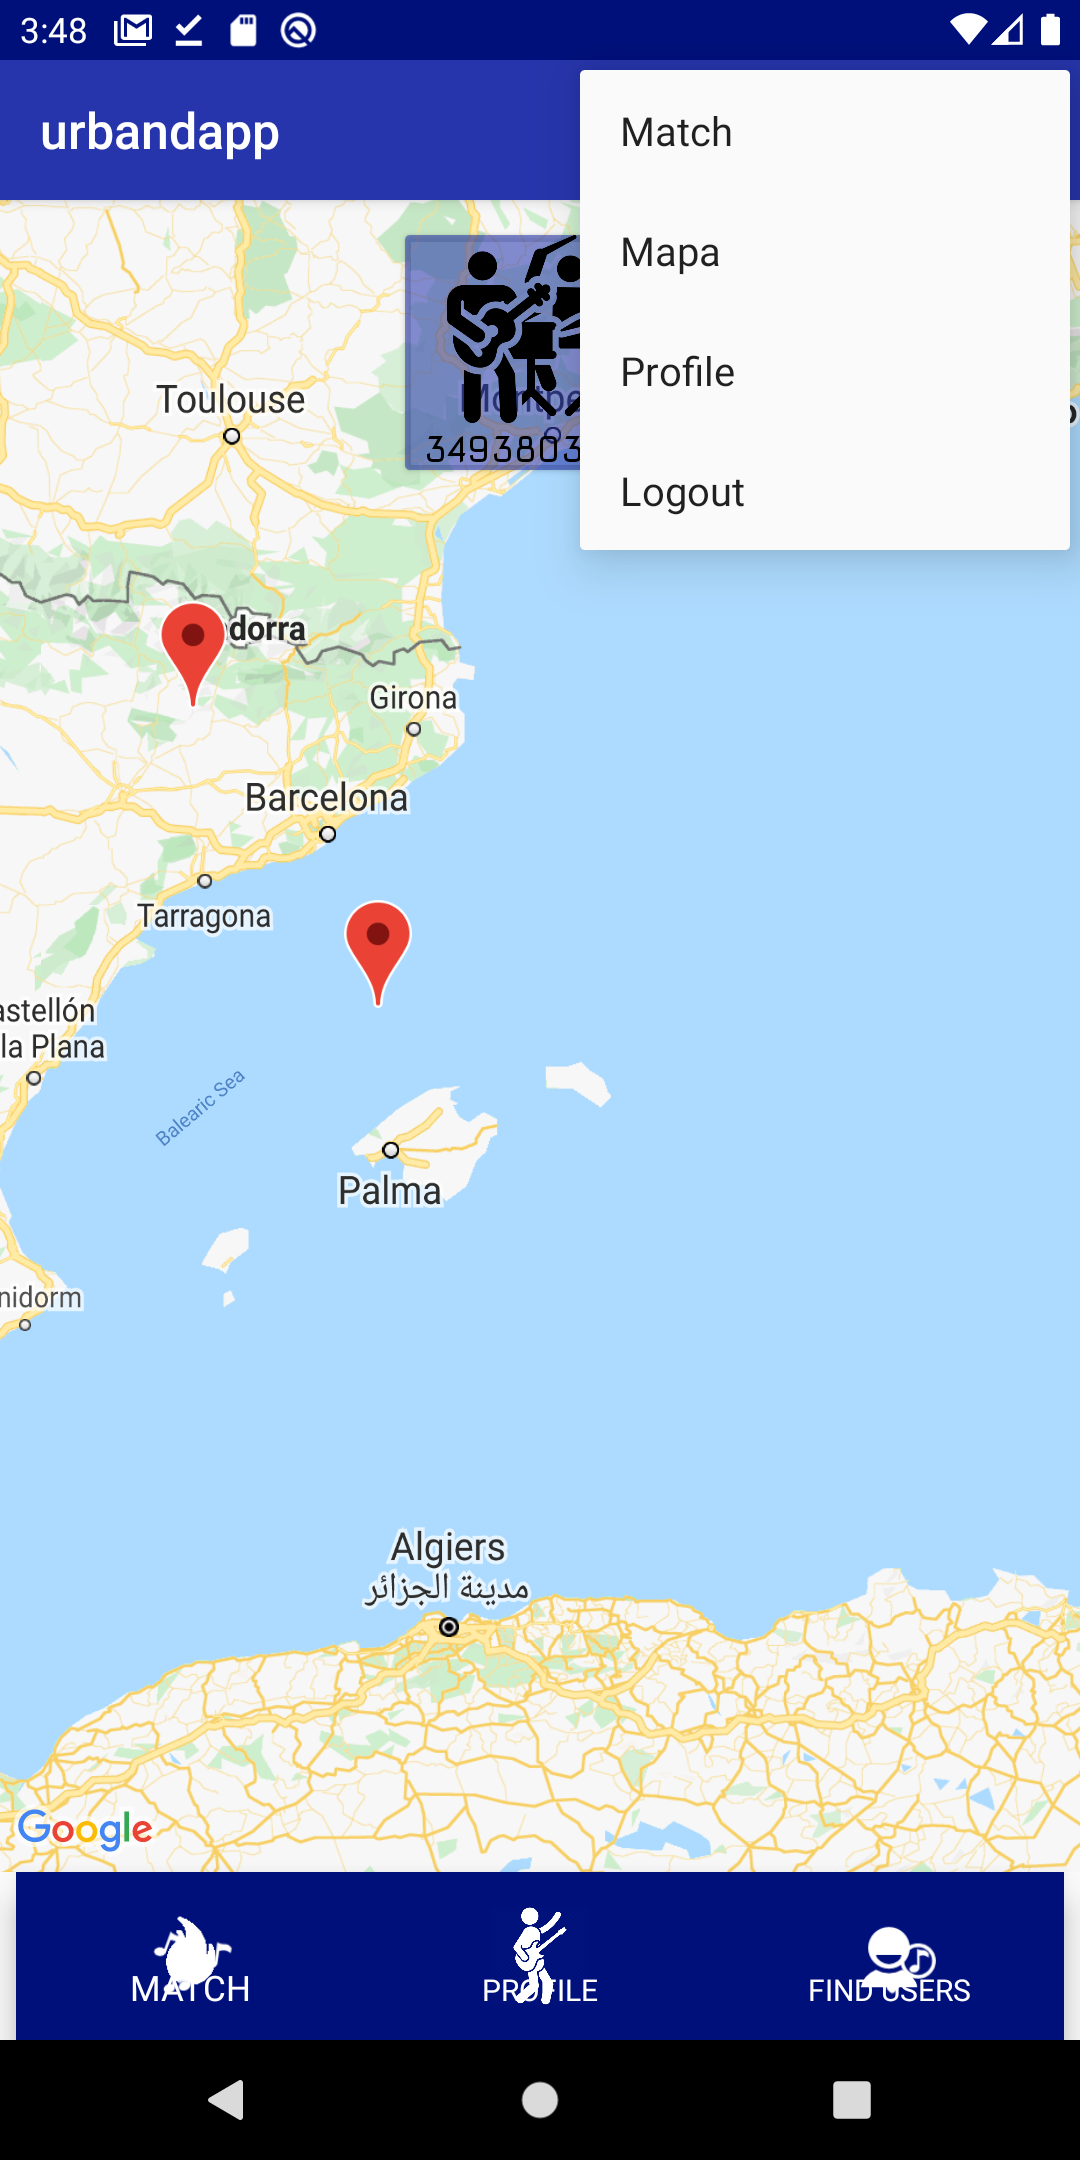 3:48
urbandapp
Match
Mapa
Profile
Logout
Toulouse
3493803
dorra
Girona
Barcelona
Tarragona
astellón
la Plana
Balearic Sea
Palma
nidorm
Algiers
مدينة الجزائر
Google
MATCH
PROFILE
FIND USERS